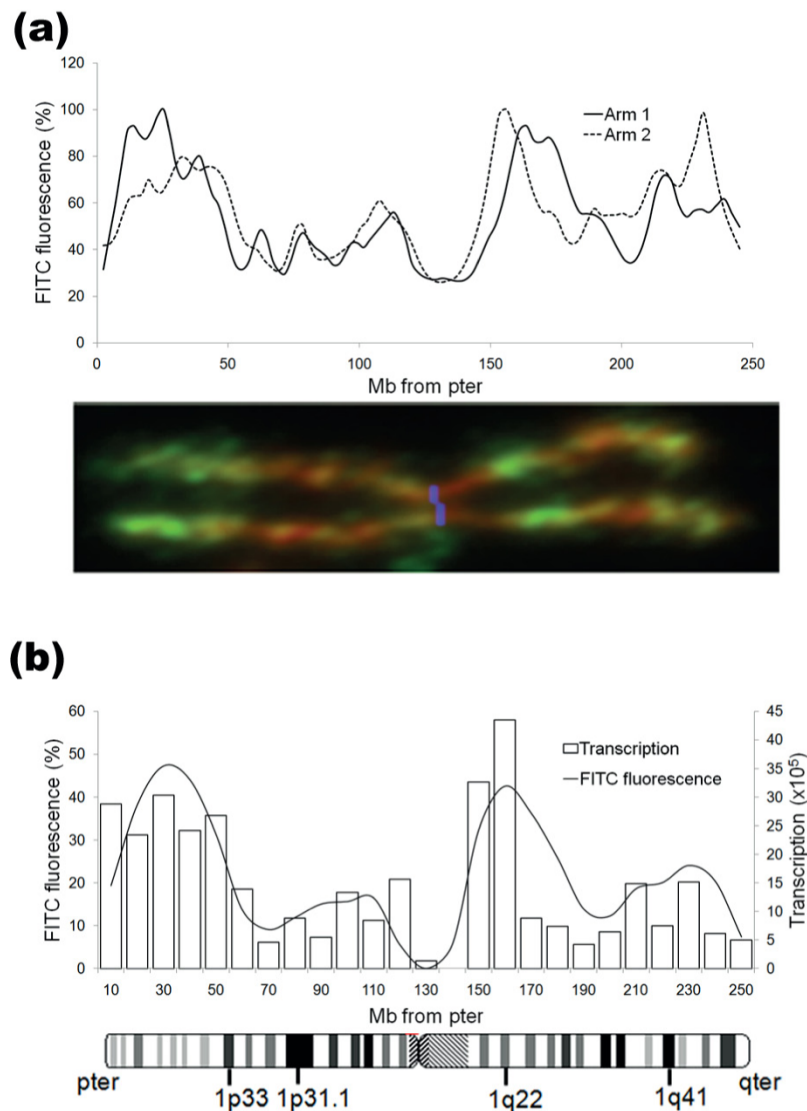 (a)
120
100
80
60
40
20
0
FITC fluorescence (%)
Arm 1
Arm 2
0 50 100 150 200 250
Mb from pter
(b)
60
50
40
30
20
10
0
FITC fluorescence (%)
Transcription
FITC fluorescence
45
40
35
30
25
20
15
10
5
0
Transcription (x10⁵)
10 30 50 70 90 110 130 150 170 190 210 230 250
Mb from pter
pter 1p33 1p31.1 1q22 1q41 qter